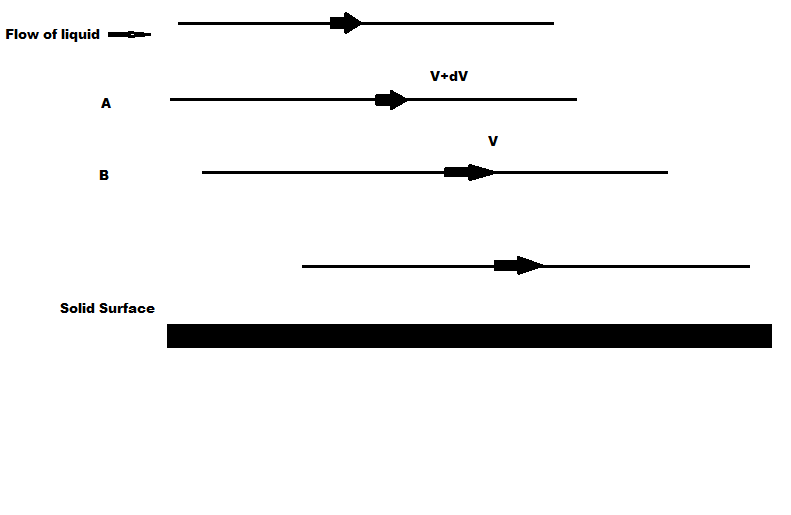 Flow of liquid
V+dV
A
V
B
Solid Surface